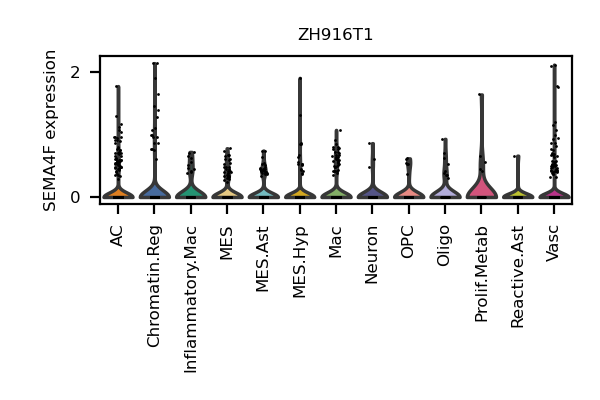 ZH916T1
SEMA4F expression
2
0
AC
Chromatin.Reg
Inflammatory.Mac
MES
MES.Ast
MES.Hyp
Mac
Neuron
OPC
Oligo
Prolif.Metab
Reactive.Ast
Vasc